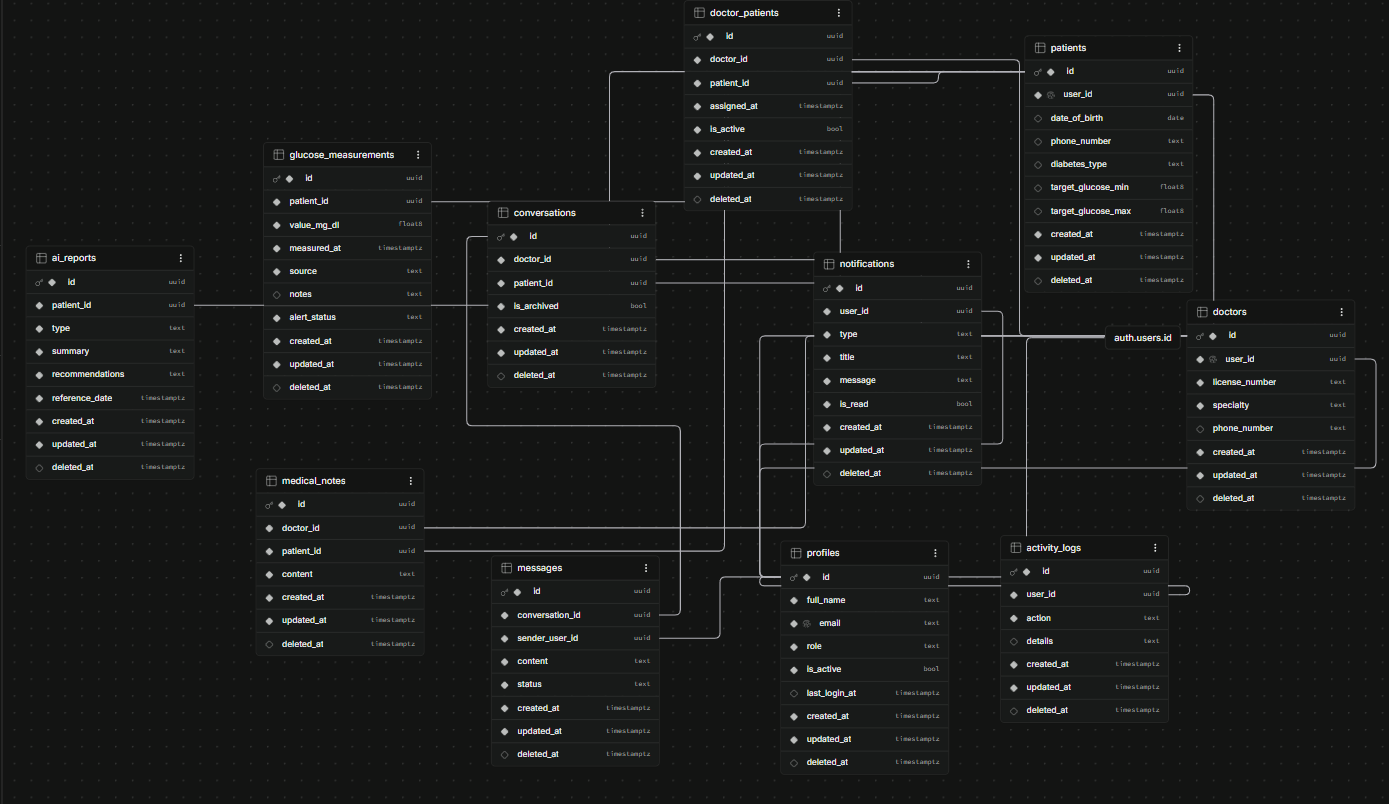 doctor_patients
id uuid
doctor_id uuid
patient_id uuid
assigned_at timestamptz
is_active bool
created_at timestamptz
updated_at timestamptz
deleted_at timestamptz
patients
id uuid
user_id uuid
date_of_birth date
phone_number text
diabetes_type text
target_glucose_min float8
target_glucose_max float8
created_at timestamptz
updated_at timestamptz
deleted_at timestamptz
glucose_measurements
id uuid
patient_id uuid
value_mg_dl float8
measured_at timestamptz
source text
notes text
alert_status text
created_at timestamptz
updated_at timestamptz
deleted_at timestamptz
conversations
id uuid
doctor_id uuid
patient_id uuid
is_archived bool
created_at timestamptz
updated_at timestamptz
deleted_at timestamptz
ai_reports
id uuid
patient_id uuid
type text
summary text
recommendations text
reference_date timestamptz
created_at timestamptz
updated_at timestamptz
deleted_at timestamptz
notifications
id uuid
user_id uuid
type text
title text
message text
is_read bool
created_at timestamptz
updated_at timestamptz
deleted_at timestamptz
auth.users.id
doctors
id uuid
user_id uuid
license_number text
specialty text
phone_number text
created_at timestamptz
updated_at timestamptz
deleted_at timestamptz
medical_notes
id uuid
doctor_id uuid
patient_id uuid
content text
created_at timestamptz
updated_at timestamptz
deleted_at timestamptz
messages
id uuid
conversation_id uuid
sender_user_id uuid
content text
status text
created_at timestamptz
updated_at timestamptz
deleted_at timestamptz
profiles
id uuid
full_name text
email text
role text
is_active bool
last_login_at timestamptz
created_at timestamptz
updated_at timestamptz
deleted_at timestamptz
activity_logs
id uuid
user_id uuid
action text
details text
created_at timestamptz
updated_at timestamptz
deleted_at timestamptz